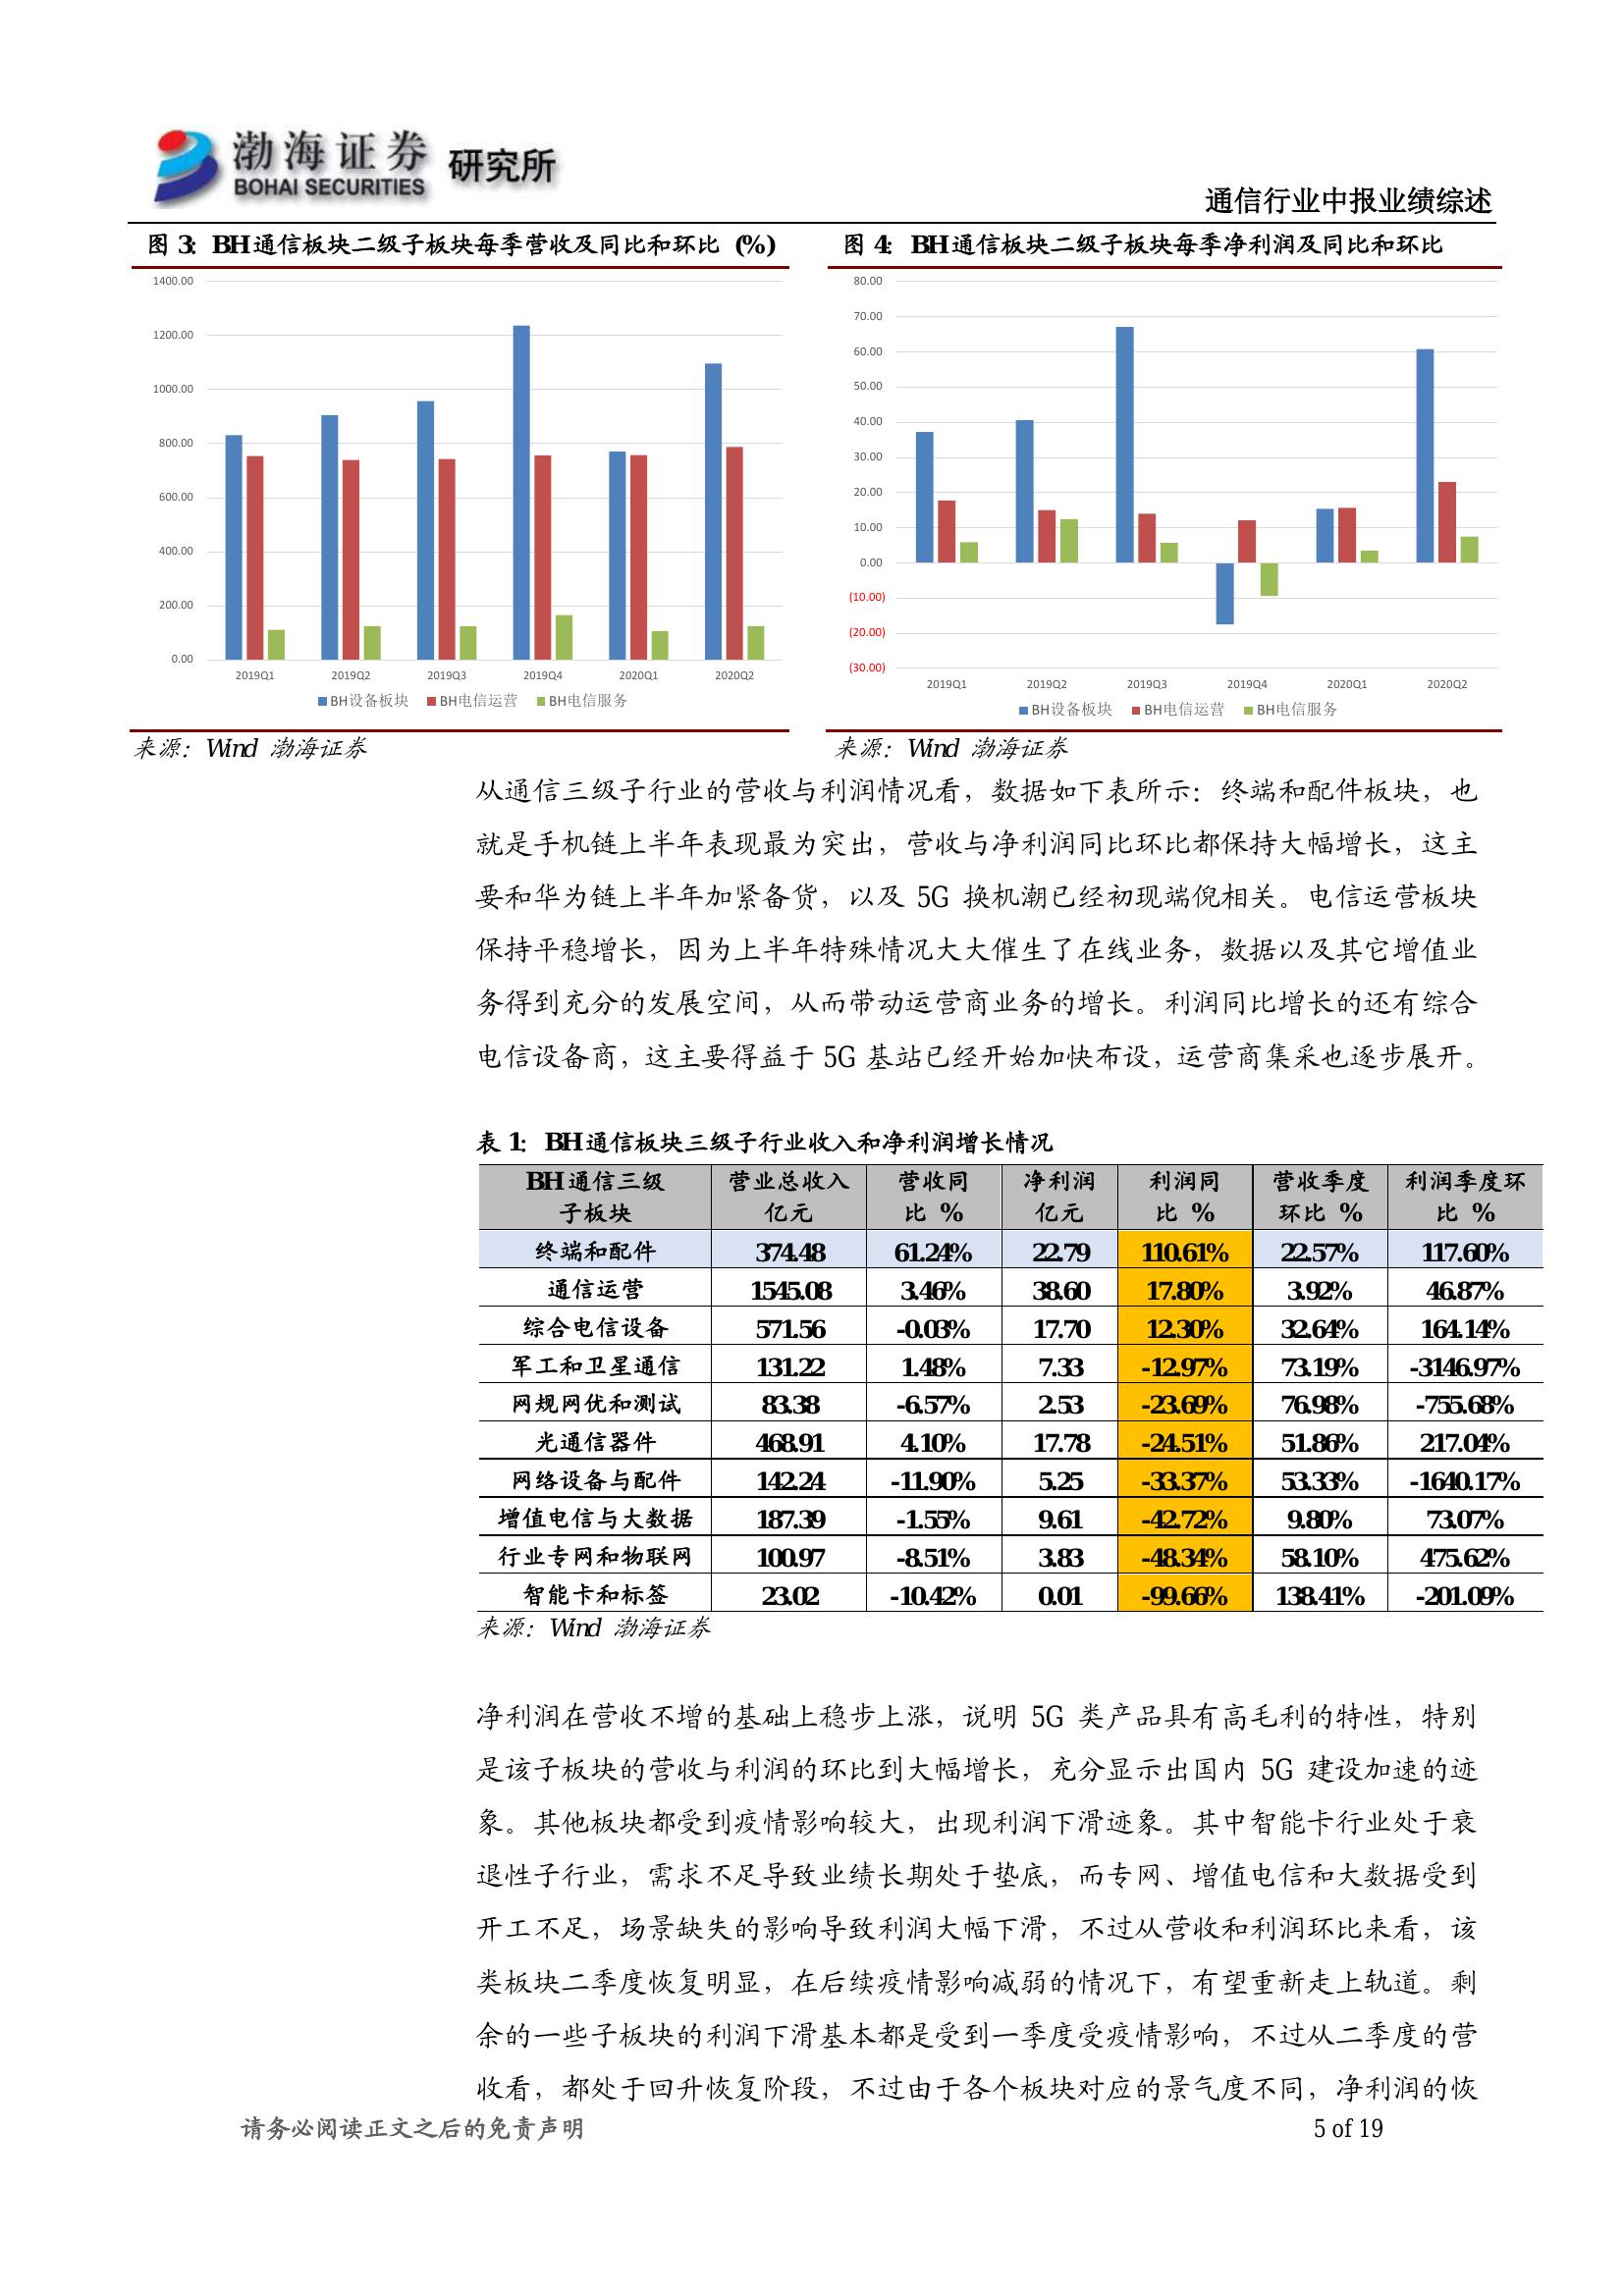 渤海证券 研究所
BOHAI SECURITIES
通信行业中报业绩综述
图 3:BH通信板块二级子板块每季营收及同比和环比 (%)
1400.00
1200.00
1000.00
800.00
600.00
400.00
200.00
0.00
2019Q1 2019Q2 2019Q3 2019Q4 2020Q1 2020Q2
BH设备板块 BH电信运营 BH电信服务
来源:Wind 渤海证券
图 4:BH通信板块二级子板块每季净利润及同比和环比
80.00
70.00
60.00
50.00
40.00
30.00
20.00
10.00
0.00
(10.00)
(20.00)
(30.00)
2019Q1 2019Q2 2019Q3 2019Q4 2020Q1 2020Q2
BH设备板块 BH电信运营 BH电信服务
来源:Wind 渤海证券
从通信三级子行业的营收与利润情况看,数据如下表所示:终端和配件板块,也
就是手机链上半年表现最为突出,营收与净利润同比环比都保持大幅增长,这主
要和华为链上半年加紧备货,以及 5G 换机潮已经初现端倪相关。电信运营板块
保持平稳增长,因为上半年特殊情况大大催生了在线业务,数据以及其它增值业
务得到充分的发展空间,从而带动运营商业务的增长。利润同比增长的还有综合
电信设备商,这主要得益于 5G 基站已经开始加快布设,运营商集采也逐步展开。
表 1:BH通信板块三级子行业收入和净利润增长情况
BH通信三级 营业总收入 营收同 净利润 利润同 营收季度 利润季度环
子板块 亿元 比 % 亿元 比 % 环比 % 比 %
终端和配件 374.48 61.24% 22.79 110.61% 22.57% 117.60%
通信运营 1545.08 3.46% 38.60 17.80% 3.92% 46.87%
综合电信设备 571.56 -0.03% 17.70 12.30% 32.64% 164.14%
军工和卫星通信 131.22 1.48% 7.33 -12.97% 73.19% -3146.97%
网规网优和测试 83.38 -6.57% 2.53 -23.69% 76.98% -755.68%
光通信器件 468.91 4.10% 17.78 -24.51% 51.86% 217.04%
网络设备与配件 142.24 -11.90% 5.25 -33.37% 53.33% -1640.17%
增值电信与大数据 187.39 -1.55% 9.61 -42.72% 9.80% 73.07%
行业专网和物联网 100.97 -8.51% 3.83 -48.34% 58.10% 475.62%
智能卡和标签 23.02 -10.42% 0.01 -99.66% 138.41% -201.09%
来源:Wind 渤海证券
净利润在营收不增的基础上稳步上涨,说明 5G 类产品具有高毛利的特性,特别
是该子板块的营收与利润的环比到大幅增长,充分显示出国内 5G 建设加速的迹
象。其他板块都受到疫情影响较大,出现利润下滑迹象。其中智能卡行业处于衰
退性子行业,需求不足导致业绩长期处于垫底,而专网、增值电信和大数据受到
开工不足,场景缺失的影响导致利润大幅下滑,不过从营收和利润环比来看,该
类板块二季度恢复明显,在后续疫情影响减弱的情况下,有望重新走上轨道。剩
余的一些子板块的利润下滑基本都是受到一季度受疫情影响,不过从二季度的营
收看,都处于回升恢复阶段,不过由于各个板块对应的景气度不同,净利润的恢
请务必阅读正文之后的免责声明 5 of 19